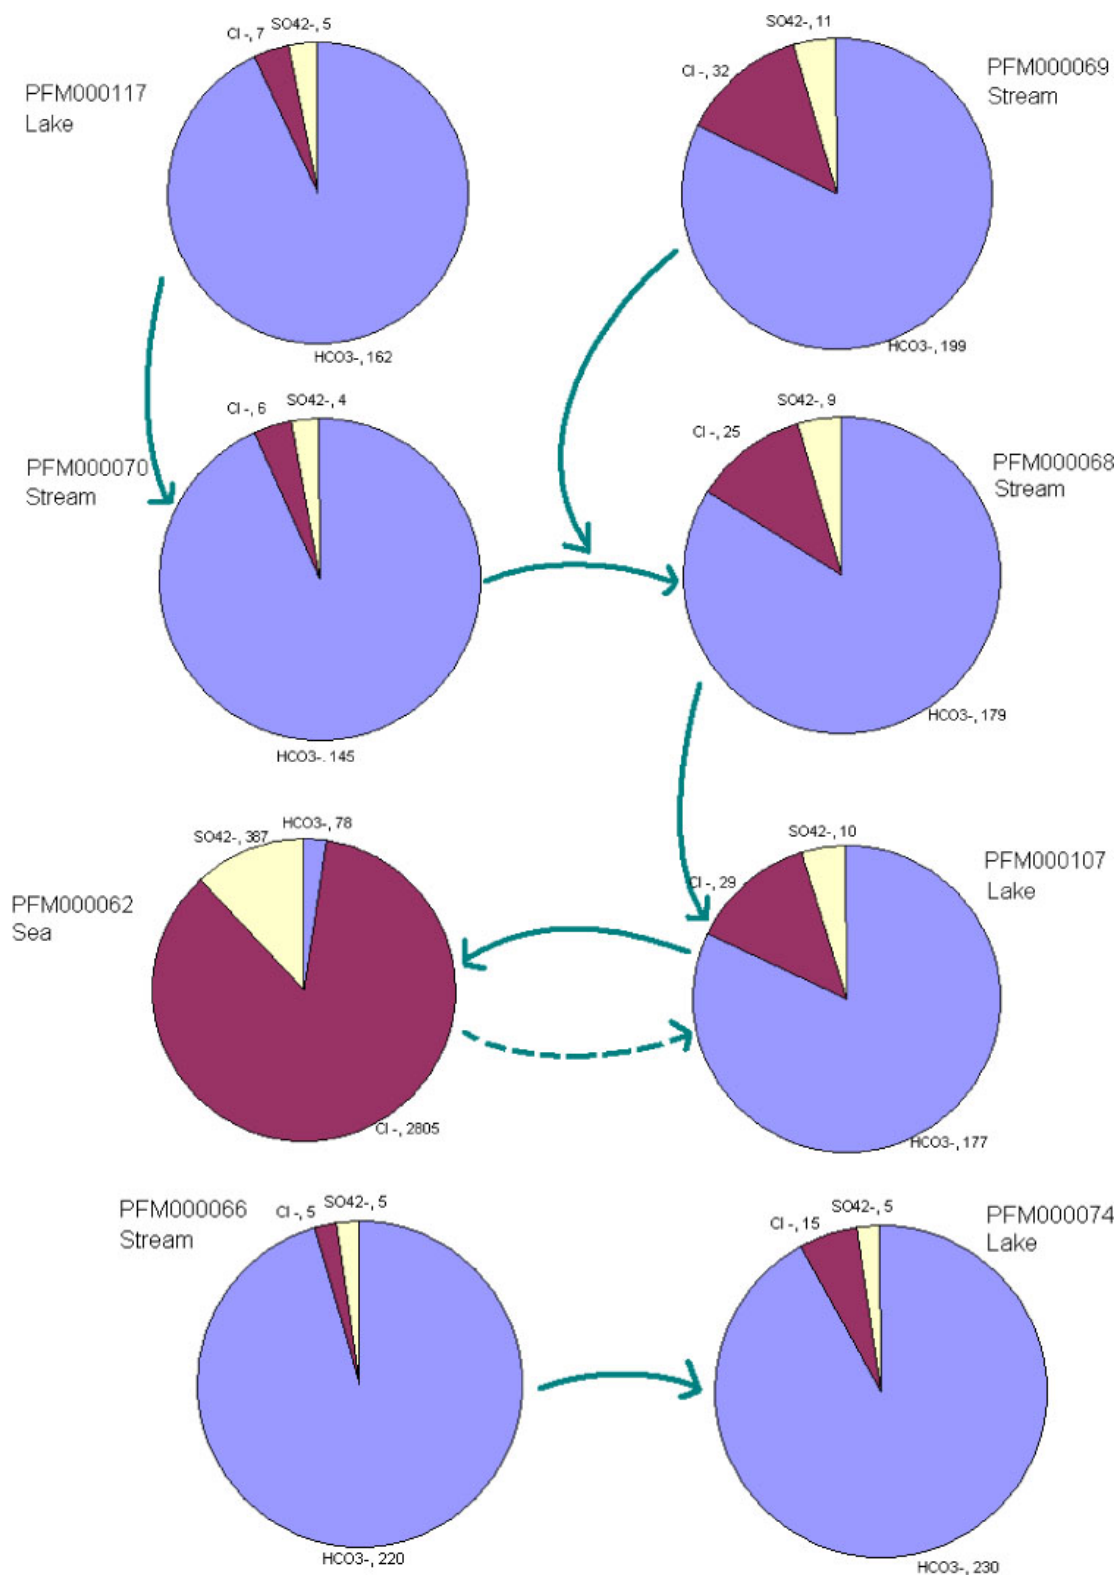 SO42-, 5
Cl -, 7
PFM000117
Lake
HCO3-, 162
SO42-, 11
Cl -, 32
PFM000069
Stream
HCO3-, 199
SO42-, 4
Cl -, 6
PFM000070
Stream
HCO3-. 145
SO42-, 9
Cl -, 25
PFM000068
Stream
HCO3-, 179
HCO3-, 78
SO42-, 387
PFM000062
Sea
Cl -, 2805
SO42-, 10
Cl -, 29
PFM000107
Lake
HCO3-, 177
SO42-, 5
Cl -, 5
PFM000066
Stream
HCO3-, 220
SO42-, 5
Cl -, 15
PFM000074
Lake
HCO3-, 230